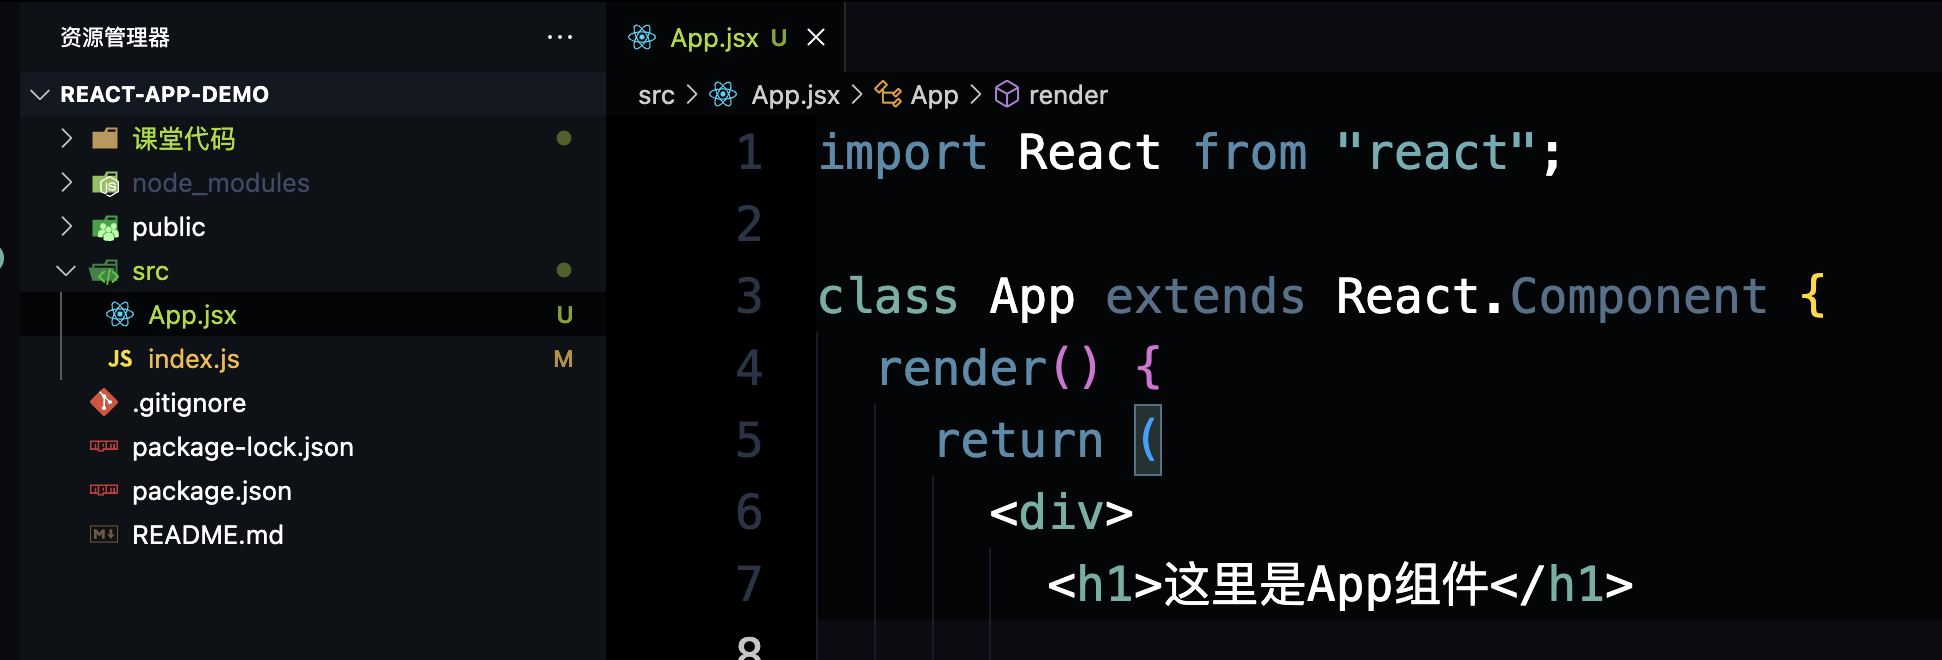 资源管理器 ···
REACT-APP-DEMO
课堂代码
node_modules
public
src
App.jsx U
JS index.js M
.gitignore
package-lock.json
package.json
README.md
App.jsx U ×
src > App.jsx > App > render
1 import React from "react";
2
3 class App extends React.Component {
4 render() {
5 return (
6 <div>
7 <h1>这里是App组件</h1>
8